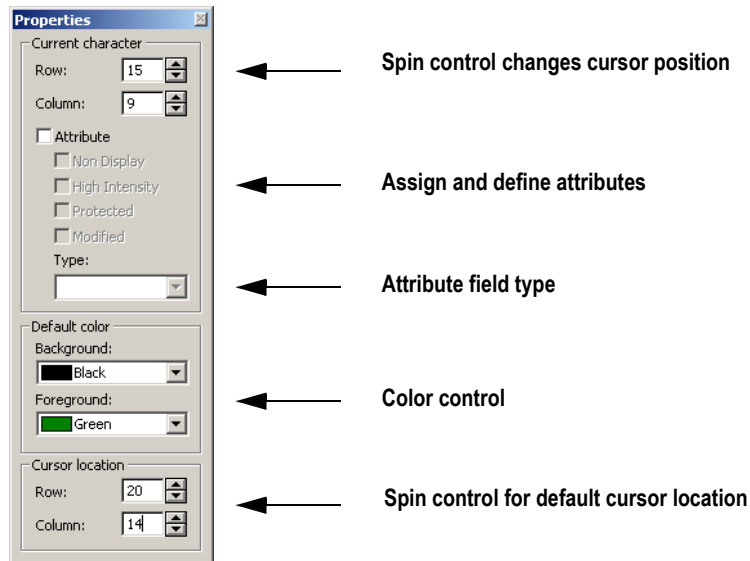 Properties
Current character
Row: 15
Spin control changes cursor position
Column: 9
Attribute
Non Display
High Intensity
Assign and define attributes
Protected
Modified
Type:
Attribute field type
Default color
Background:
Black
Color control
Foreground:
Green
Cursor location
Row: 20
Spin control for default cursor location
Column: 14